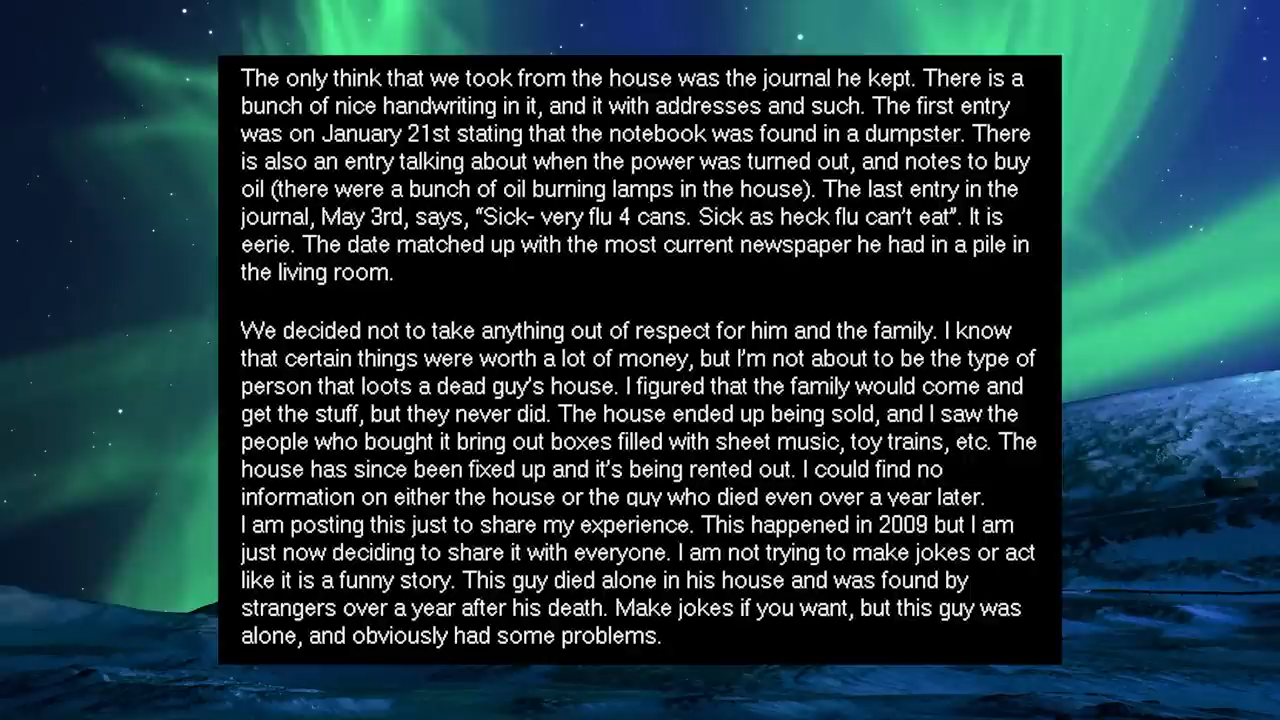 The only think that we took from the house was the journal he kept. There is a
bunch of nice handwriting in it, and it with addresses and such. The first entry
was on January 21st stating that the notebook was found in a dumpster. There
is also an entry talking about when the power was turned out, and notes to buy
oil (there were a bunch of oil burning lamps in the house). The last entry in the
journal, May 3rd, says, “Sick- very flu 4 cans. Sick as heck flu can’t eat”. It is
eerie. The date matched up with the most current newspaper he had in a pile in
the living room.
We decided not to take anything out of respect for him and the family. I know
that certain things were worth a lot of money, but I’m not about to be the type of
person that loots a dead guy’s house. I figured that the family would come and
get the stuff, but they never did. The house ended up being sold, and I saw the
people who bought it bring out boxes filled with sheet music, toy trains, etc. The
house has since been fixed up and it’s being rented out. I could find no
information on either the house or the guy who died even over a year later.
I am posting this just to share my experience. This happened in 2009 but I am
just now deciding to share it with everyone. I am not trying to make jokes or act
like it is a funny story. This guy died alone in his house and was found by
strangers over a year after his death. Make jokes if you want, but this guy was
alone, and obviously had some problems.